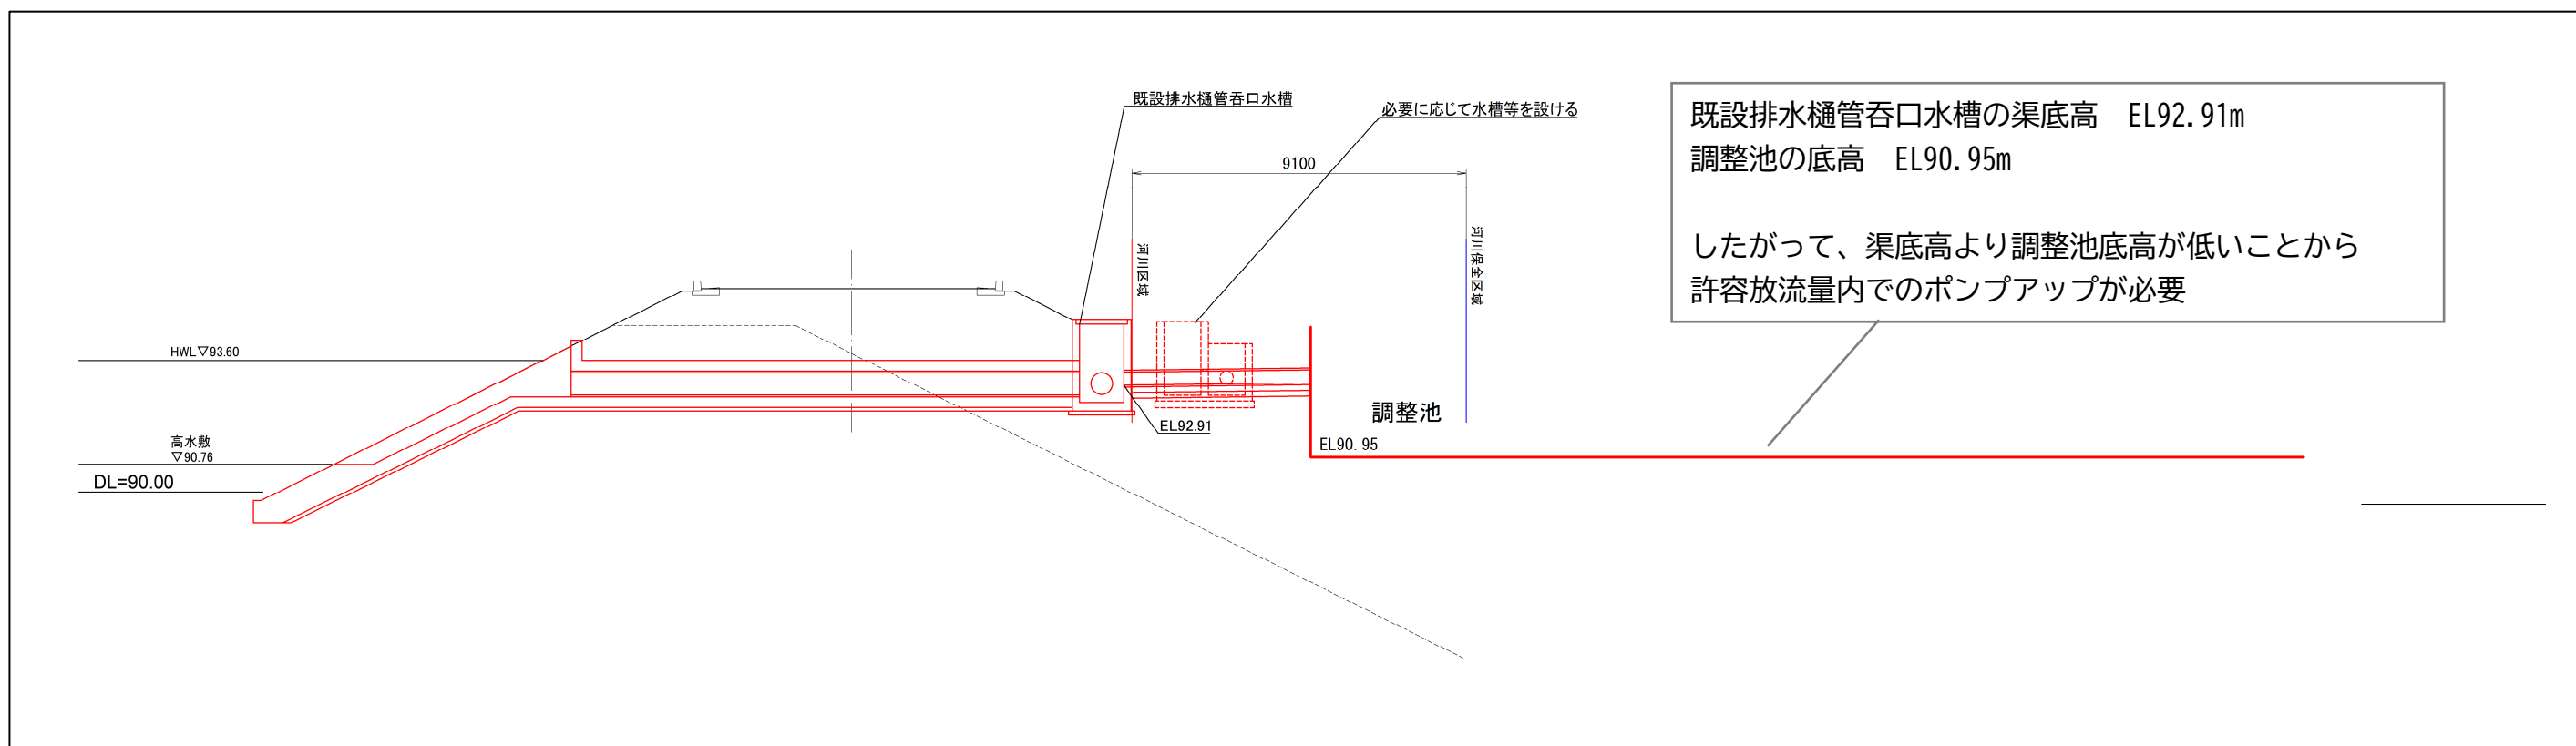 既設排水樋管呑口水槽
必要に応じて水槽等を設ける
9100
河川区域
河川保全区域
既設排水樋管呑口水槽の渠底高　EL92.91m
調整池の底高　EL90.95m
したがって、渠底高より調整池底高が低いことから
許容放流量内でのポンプアップが必要
HWL▽93.60
高水敷
▽90.76
DL=90.00
EL92.91
調整池
EL90.95